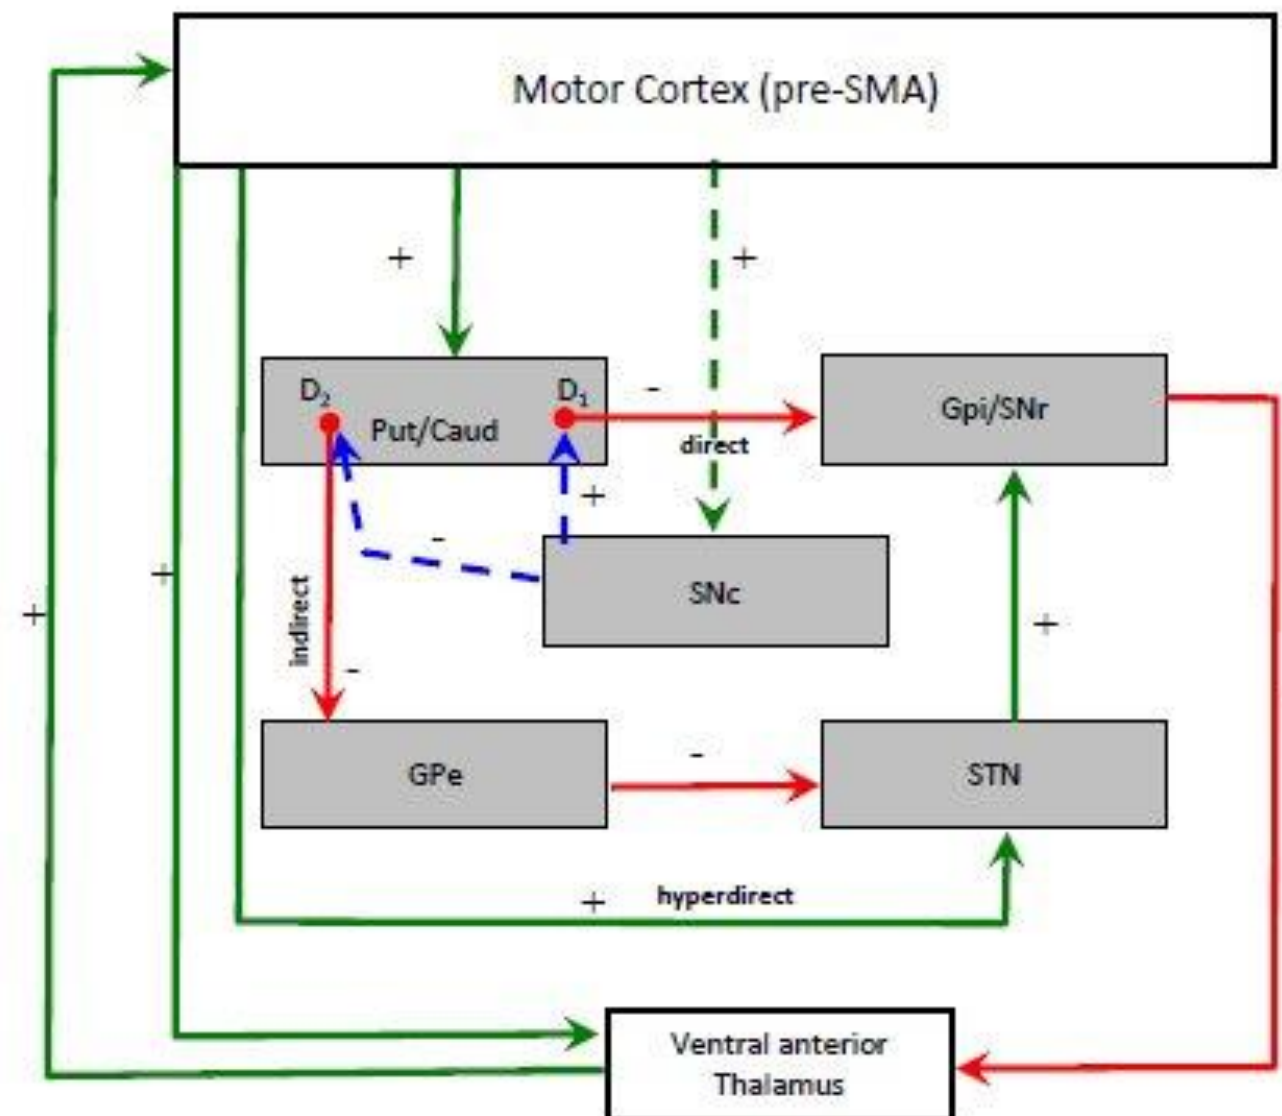 Motor Cortex (pre-SMA)
+
+
D₂
D₁
-
Put/Caud
Gpi/SNr
direct
+
-
SNc
+
+
+
indirect
-
GPe
-
STN
+
hyperdirect
Ventral anterior
Thalamus